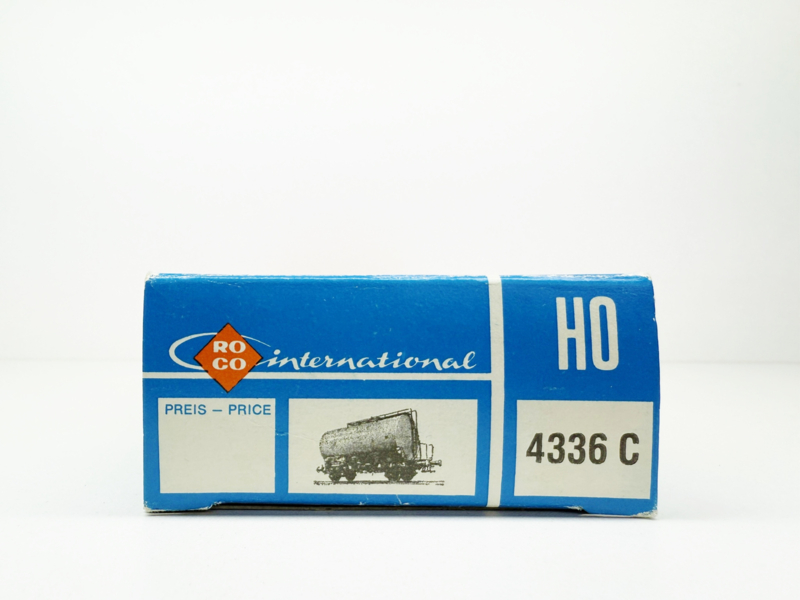 RO
CO
international
HO
PREIS – PRICE
4336 C